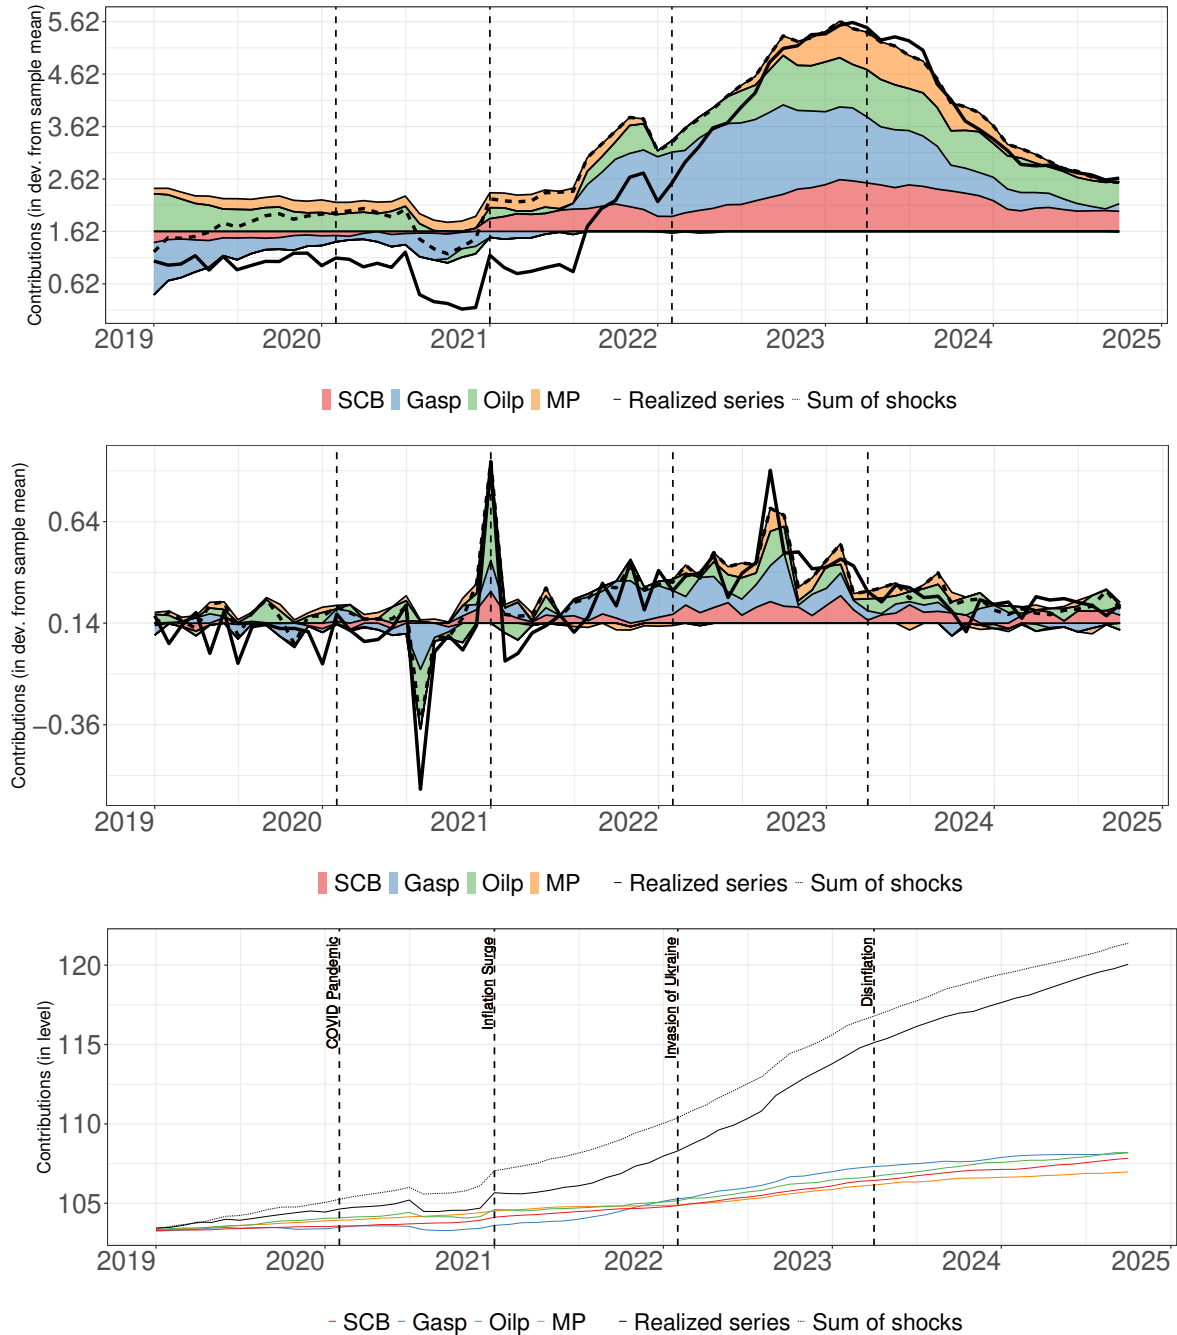 Contributions (in dev. from sample mean)
5.62
4.62
3.62
2.62
1.62
0.62
2019 2020 2021 2022 2023 2024 2025
SCB Gasp Oilp MP Realized series Sum of shocks
Contributions (in dev. from sample mean)
0.64
0.14
−0.36
2019 2020 2021 2022 2023 2024 2025
SCB Gasp Oilp MP Realized series Sum of shocks
Contributions (in level)
120
115
110
105
COVID Pandemic
Inflation Surge
Invasion of Ukraine
Disinflation
2019 2020 2021 2022 2023 2024 2025
SCB Gasp Oilp MP Realized series Sum of shocks